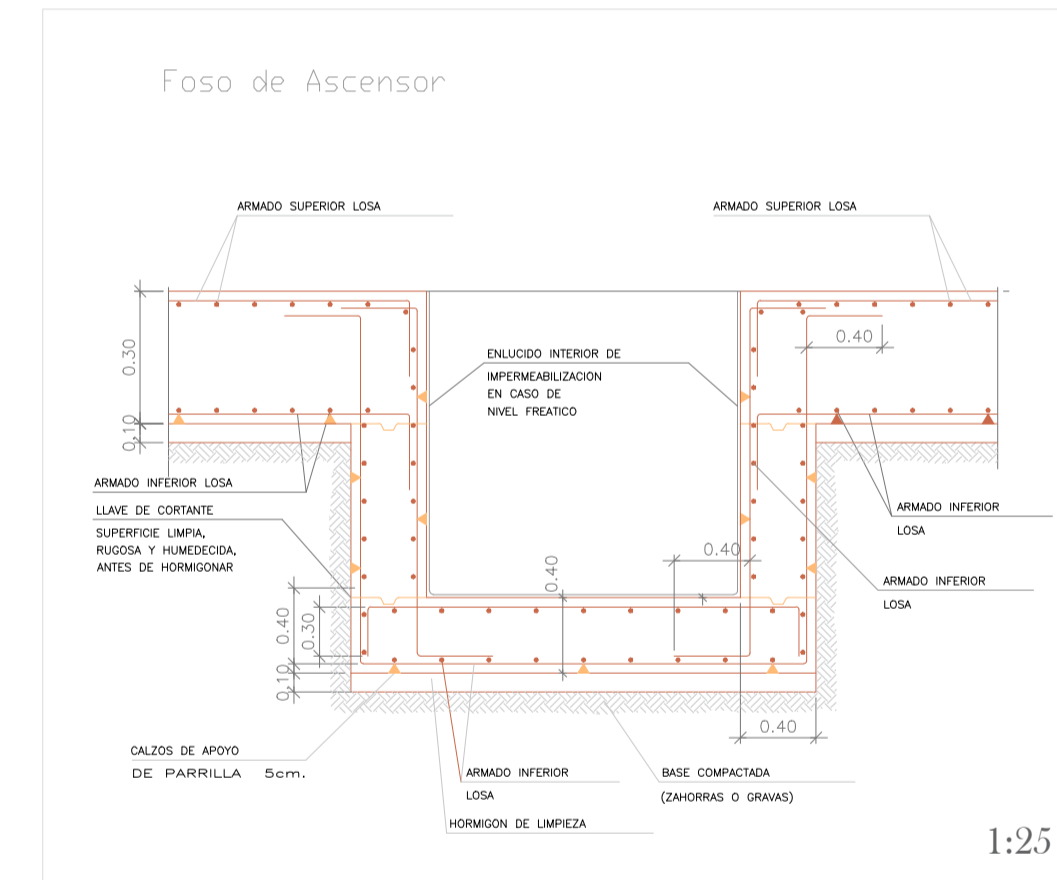 Foso de Ascensor
ARMADO SUPERIOR LOSA
ARMADO SUPERIOR LOSA
0.30
0.10
0.40
ENLUCIDO INTERIOR DE
IMPERMEABILIZACION
EN CASO DE
NIVEL FREATICO
ARMADO INFERIOR LOSA
LLAVE DE CORTANTE
SUPERFICIE LIMPIA,
RUGOSA Y HUMEDECIDA,
ANTES DE HORMIGONAR
ARMADO INFERIOR
LOSA
0.40
0.40
ARMADO INFERIOR
LOSA
0.40
0.30
0.10
0.40
CALZOS DE APOYO
DE PARRILLA 5cm.
ARMADO INFERIOR
LOSA
BASE COMPACTADA
(ZAHORRAS O GRAVAS)
HORMIGON DE LIMPIEZA
1:25